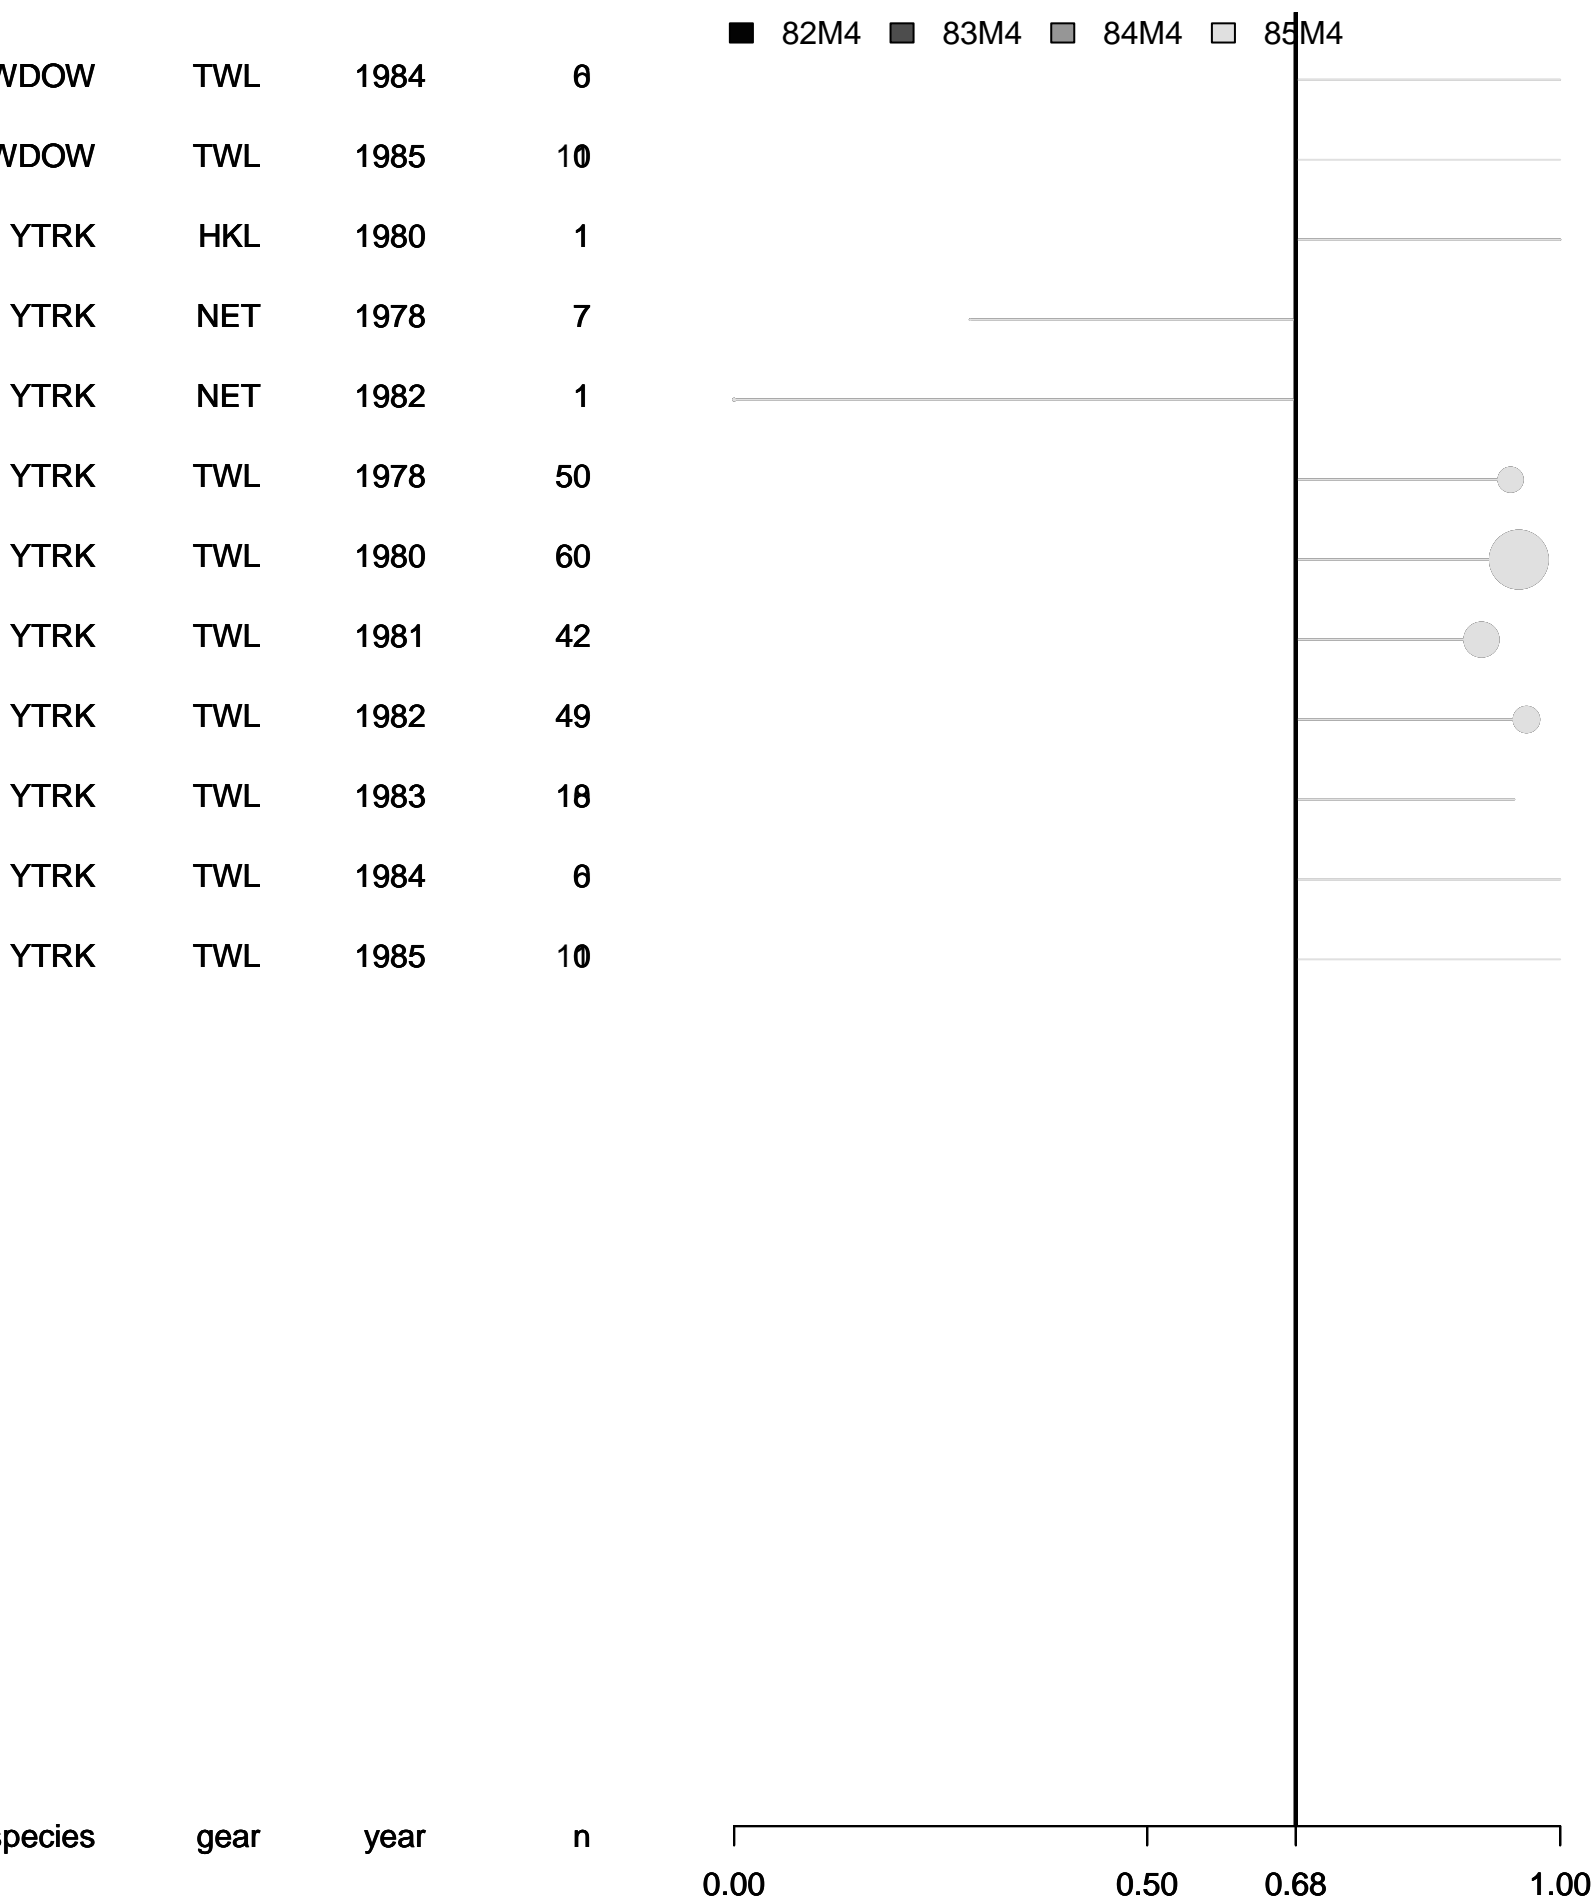 82M4 83M4 84M4 85M4
WDOW TWL 1984
WDOW TWL 1985
YTRK HKL 1980 1
YTRK NET 1978 7
YTRK NET 1982 1
YTRK TWL 1978 50
YTRK TWL 1980 60
YTRK TWL 1981 42
YTRK TWL 1982 49
YTRK TWL 1983
YTRK TWL 1984
YTRK TWL 1985
species gear year n
0.00 0.50 0.68 1.00